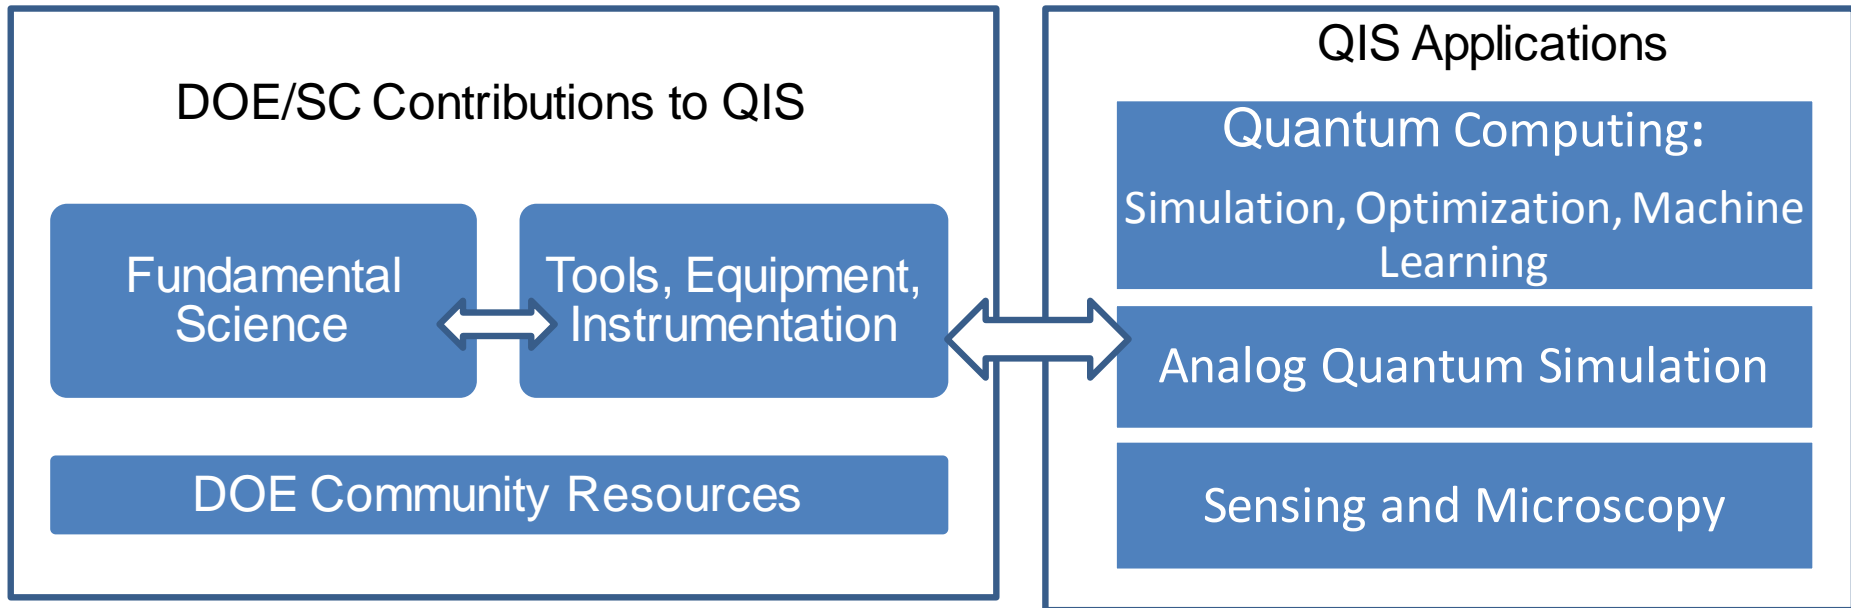 DOE/SC Contributions to QIS
Fundamental
Science
Tools, Equipment,
Instrumentation
DOE Community Resources
QIS Applications
Quantum Computing:
Simulation, Optimization, Machine
Learning
Analog Quantum Simulation
Sensing and Microscopy